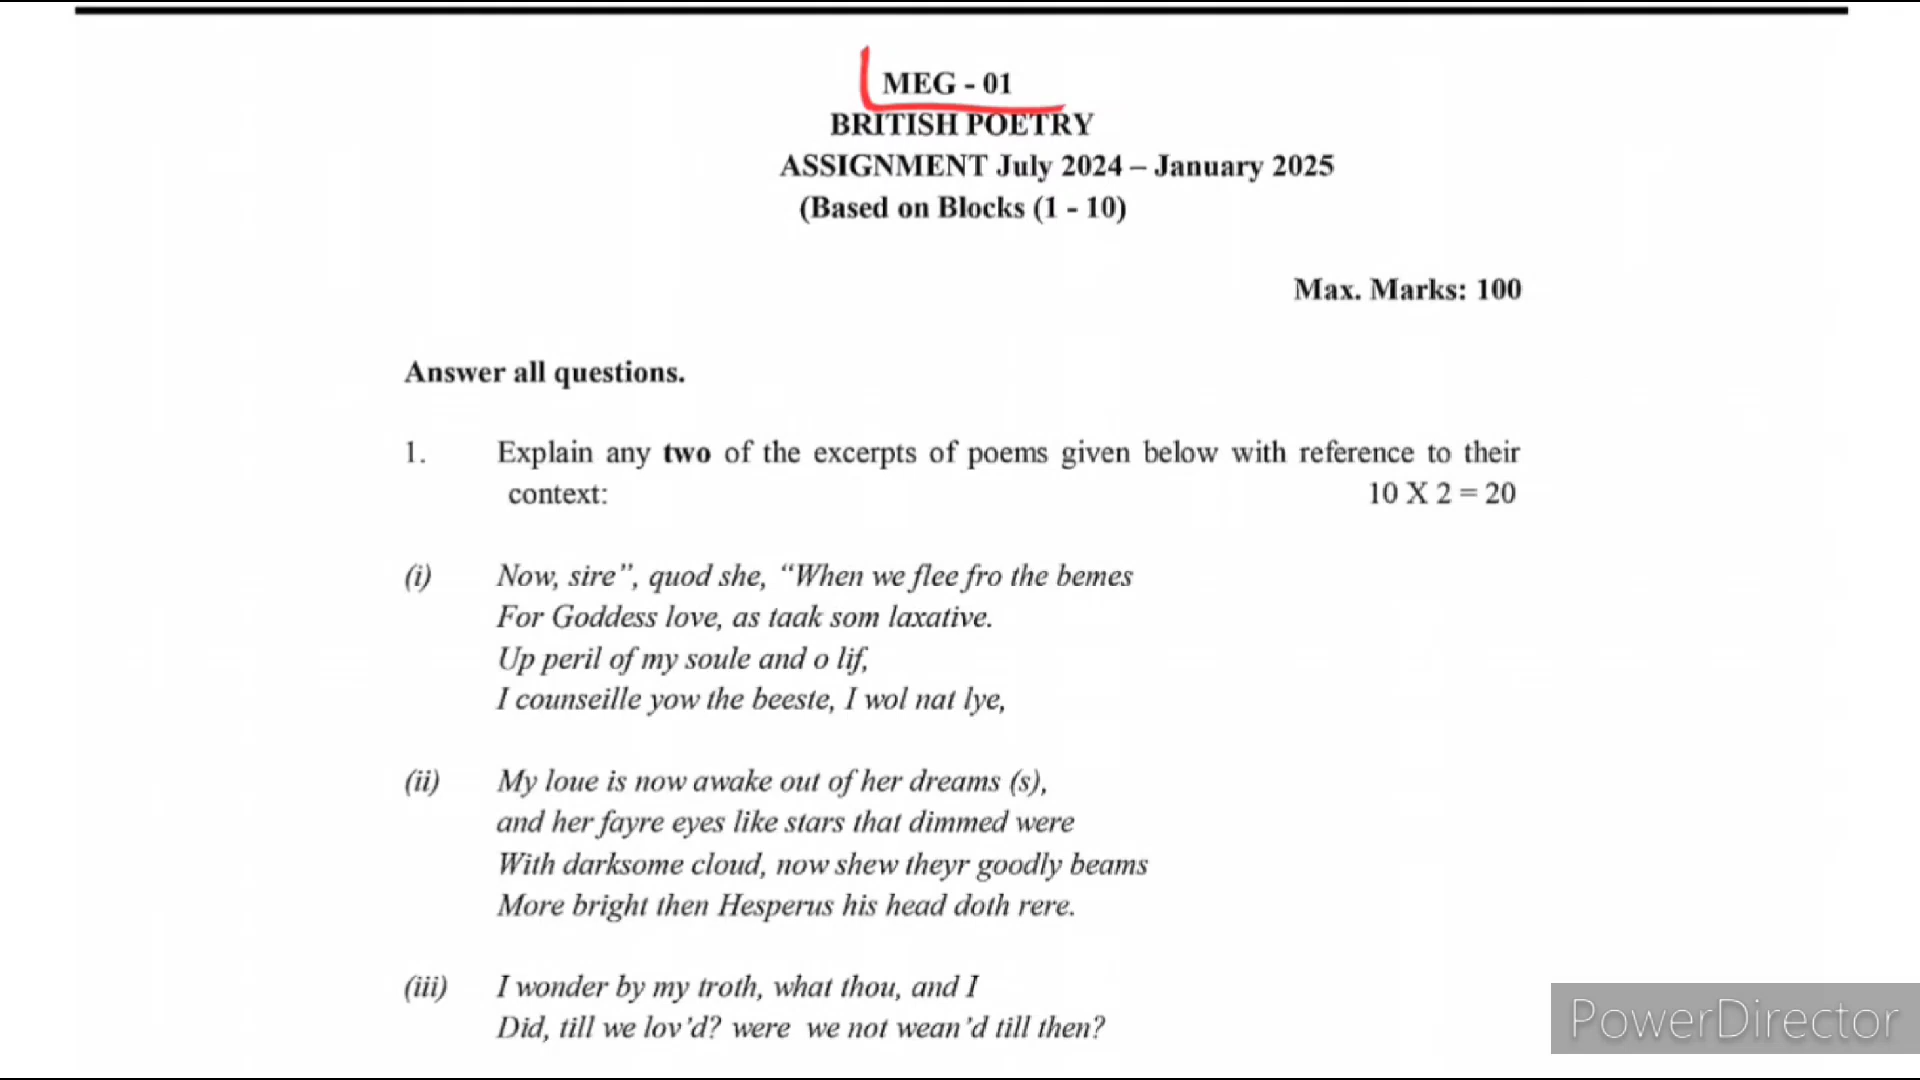 MEG - 01
BRITISH POETRY
ASSIGNMENT July 2024 – January 2025
(Based on Blocks (1 - 10)
Max. Marks: 100
Answer all questions.
1. Explain any two of the excerpts of poems given below with reference to their
context: 10 X 2 = 20
(i) Now, sire”, quod she, “When we flee fro the bemes
For Goddess love, as taak som laxative.
Up peril of my soule and o lif,
I counseille yow the beeste, I wol nat lye,
(ii) My loue is now awake out of her dreams (s),
and her fayre eyes like stars that dimmed were
With darksome cloud, now shew theyr goodly beams
More bright then Hesperus his head doth rere.
(iii) I wonder by my troth, what thou, and I
Did, till we lov’d? were we not wean’d till then?
PowerDirector